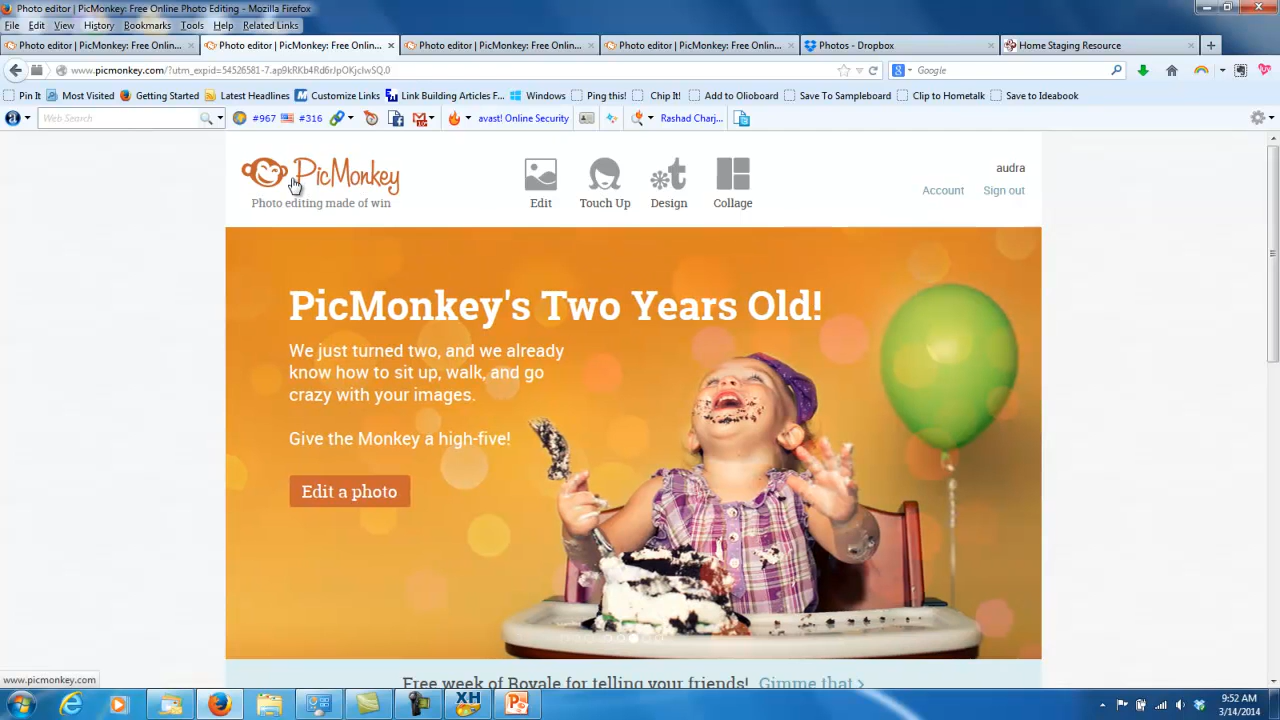 Photo editor | PicMonkey: Free Online Photo Editing - Mozilla Firefox
File Edit View History Bookmarks Tools Help Related Links
Photo editor | PicMonkey: Free Onlin... × Photo editor | PicMonkey: Free Onlin... × Photo editor | PicMonkey: Free Onlin... × Photo editor | PicMonkey: Free Onlin... × Photos - Dropbox × Home Staging Resource × +
www.picmonkey.com/?utm_expid=54526581-7.ap9kRKb4Rd6rJpOKjclwSQ.0 Google
Pin It Most Visited Getting Started Latest Headlines Customize Links Link Building Articles F... Windows Ping this! Chip It! Add to Olioboard Save To Sampleboard Clip to Hometalk Save to Ideabook
Web Search #967 #316 avast! Online Security Rashad Charj...
PicMonkey
Photo editing made of win
Edit Touch Up Design Collage
audra
Account Sign out
PicMonkey's Two Years Old!
We just turned two, and we already
know how to sit up, walk, and go
crazy with your images.
Give the Monkey a high-five!
Edit a photo
Free week of Royale for telling your friends! Gimme that >
www.picmonkey.com
9:52 AM
3/14/2014